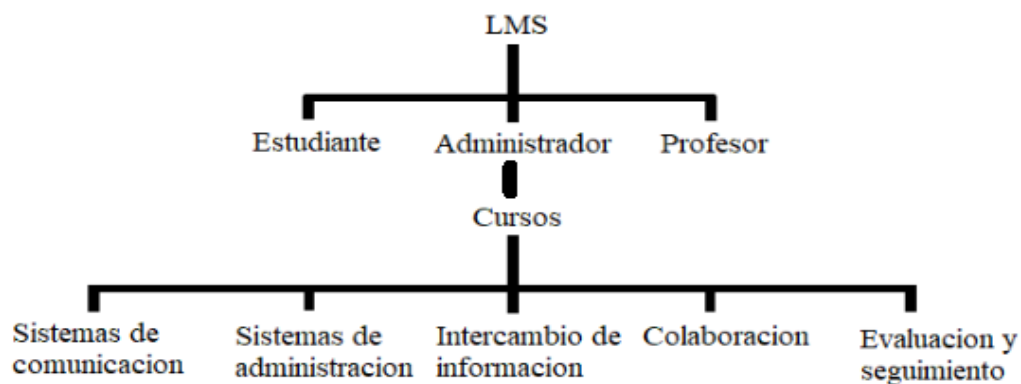 LMS
Estudiante Administrador Profesor
Cursos
Sistemas de comunicacion
Sistemas de administracion
Intercambio de informacion
Colaboracion
Evaluacion y seguimiento